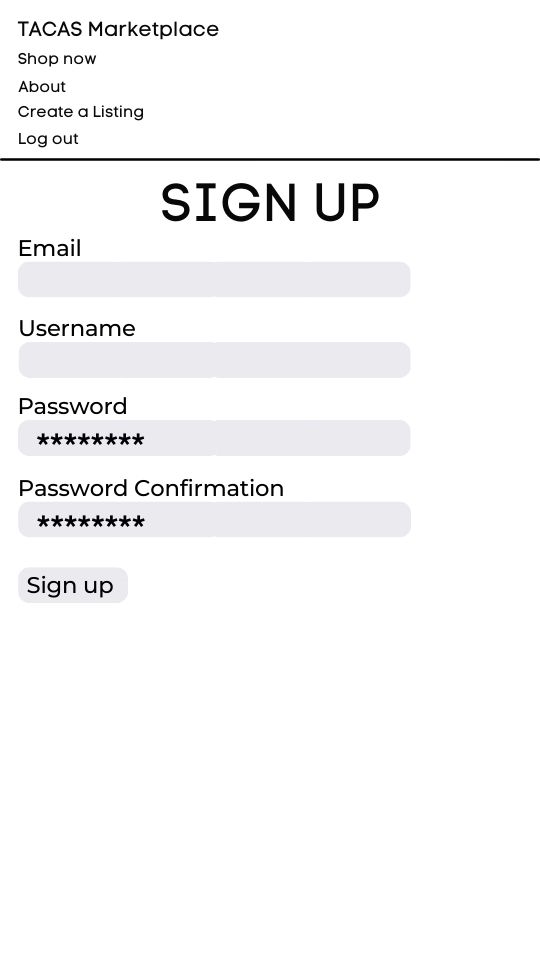 TACAS Marketplace
Shop now
About
Create a Listing
Log out
SIGN UP
Email
Username
Password
********
Password Confirmation
********
Sign up